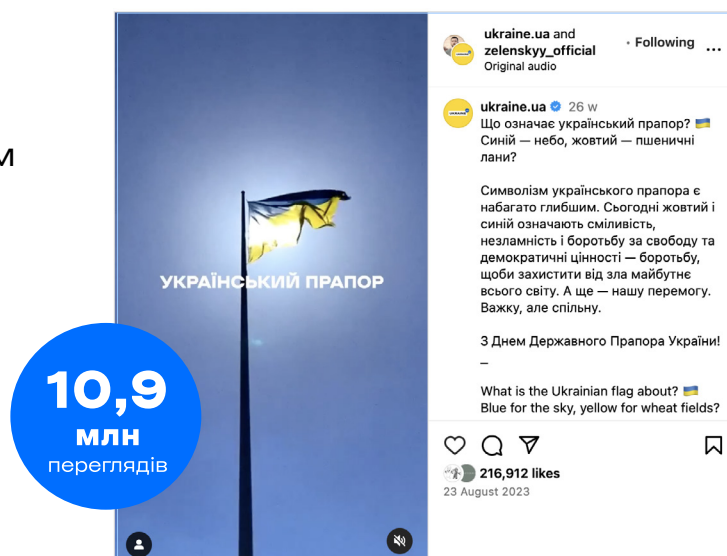 м
ukraine.ua and
zelenskyy_official
Original audio
• Following ...
ukraine.ua 26 w
Що означає український прапор? 🇺🇦
Синій — небо, жовтий — пшеничні
лани?
Символізм українського прапора є
набагато глибшим. Сьогодні жовтий і
синій означають сміливість,
незламність і боротьбу за свободу та
демократичні цінності — боротьбу,
щоби захистити від зла майбутнє
всього світу. А ще — нашу перемогу.
Важку, але спільну.
З Днем Державного Прапора України!
_
What is the Ukrainian flag about? 🇺🇦
Blue for the sky, yellow for wheat fields?
216,912 likes
23 August 2023
УКРАЇНСЬКИЙ ПРАПОР
10,9
млн
переглядів